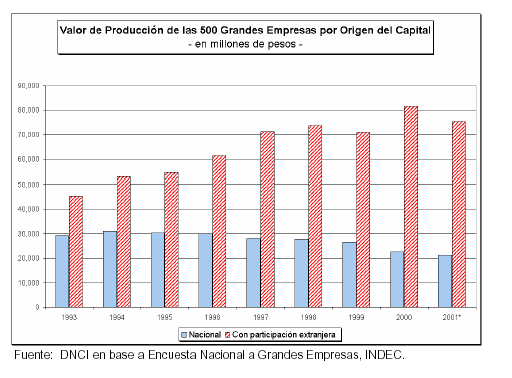 Valor de Producción de las 500 Grandes Empresas por Origen del Capital
- en millones de pesos -
90,000
80,000
70,000
60,000
50,000
40,000
30,000
20,000
10,000
0
1993 1994 1995 1996 1997 1998 1999 2000 2001*
Nacional Con participación extranjera
Fuente: DNCI en base a Encuesta Nacional a Grandes Empresas, INDEC.